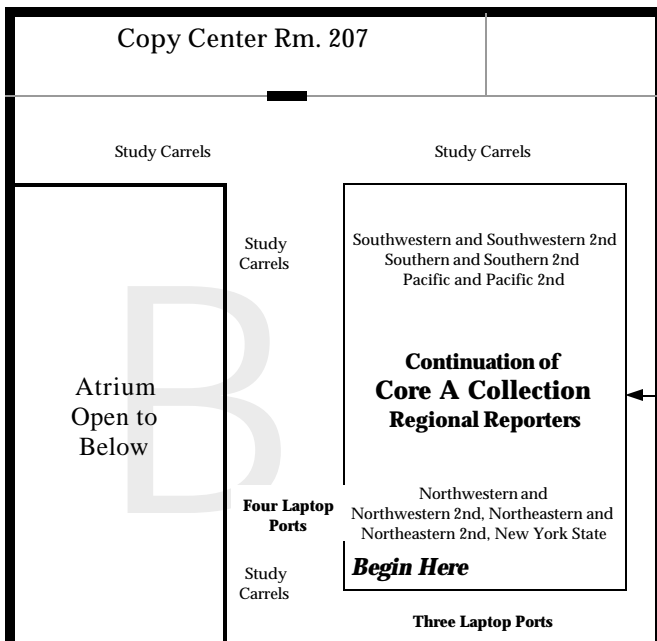 Copy Center Rm. 207
Study Carrels
Study Carrels
Study
Carrels
Southwestern and Southwestern 2nd
Southern and Southern 2nd
Pacific and Pacific 2nd
B
Atrium
Open to
Below
Continuation of
Core A Collection
Regional Reporters
Four Laptop
Ports
Northwestern and
Northwestern 2nd, Northeastern and
Northeastern 2nd, New York State
Begin Here
Study
Carrels
Three Laptop Ports